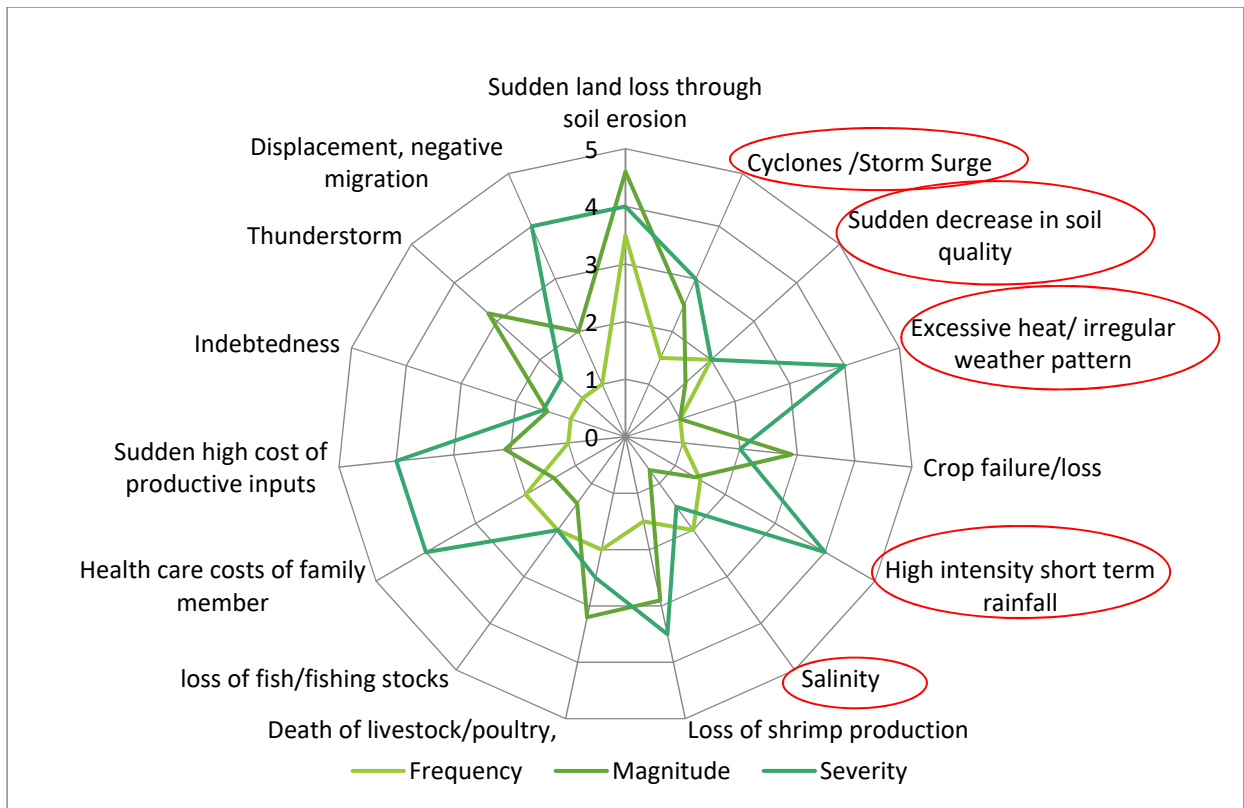 Sudden land loss through
soil erosion
Cyclones /Storm Surge
Sudden decrease in soil
quality
Excessive heat/ irregular
weather pattern
Crop failure/loss
High intensity short term
rainfall
Salinity
Loss of shrimp production
Death of livestock/poultry,
loss of fish/fishing stocks
Health care costs of family
member
Sudden high cost of
productive inputs
Indebtedness
Thunderstorm
Displacement, negative
migration
5
4
3
2
1
0
Frequency Magnitude Severity